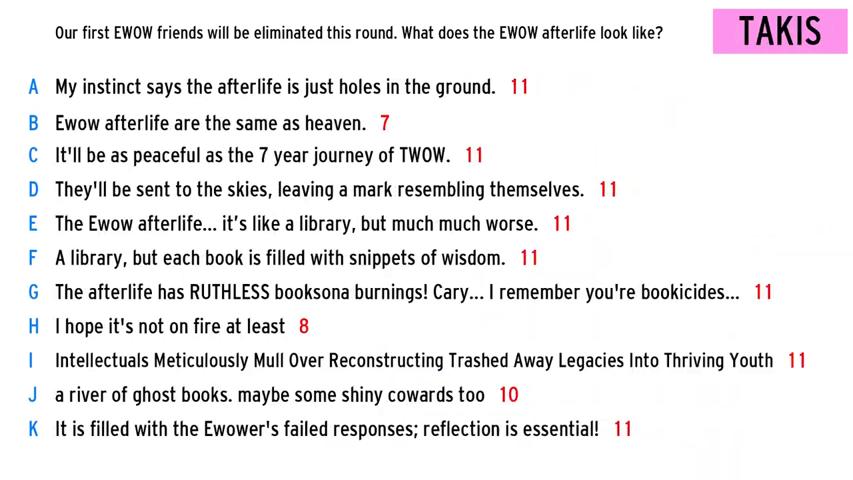 Our first EWOW friends will be eliminated this round. What does the EWOW afterlife look like?
TAKIS
A My instinct says the afterlife is just holes in the ground. 11
B Ewow afterlife are the same as heaven. 7
C It'll be as peaceful as the 7 year journey of TWOW. 11
D They'll be sent to the skies, leaving a mark resembling themselves. 11
E The Ewow afterlife... it’s like a library, but much much worse. 11
F A library, but each book is filled with snippets of wisdom. 11
G The afterlife has RUTHLESS booksona burnings! Cary... I remember you're bookicides... 11
H I hope it's not on fire at least 8
I Intellectuals Meticulously Mull Over Reconstructing Trashed Away Legacies Into Thriving Youth 11
J a river of ghost books. maybe some shiny cowards too 10
K It is filled with the Ewower's failed responses; reflection is essential! 11